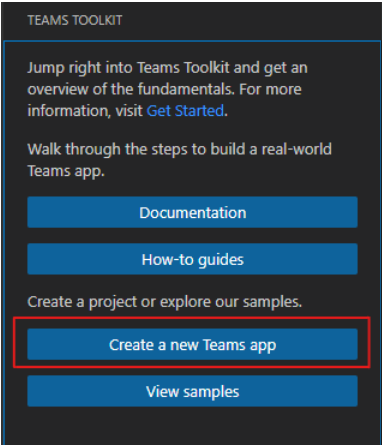 TEAMS TOOLKIT
Jump right into Teams Toolkit and get an
overview of the fundamentals. For more
information, visit Get Started.
Walk through the steps to build a real-world
Teams app.
Documentation
How-to guides
Create a project or explore our samples.
Create a new Teams app
View samples